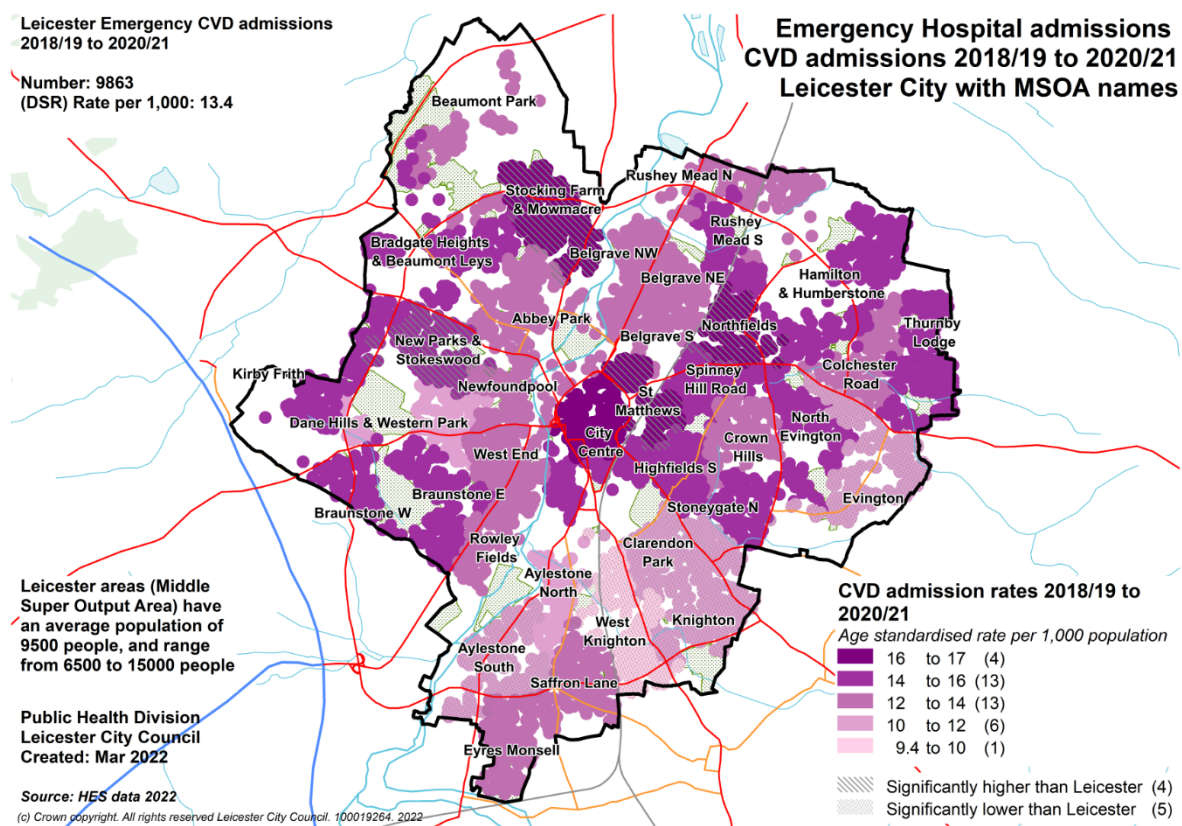 Leicester Emergency CVD admissions
2018/19 to 2020/21
Number: 9863
(DSR) Rate per 1,000: 13.4
Emergency Hospital admissions
CVD admissions 2018/19 to 2020/21
Leicester City with MSOA names
Beaumont Park
Rushey Mead N
Stocking Farm
& Mowmacre
Rushey
Mead S
Bradgate Heights
& Beaumont Leys
Belgrave NW
Belgrave NE
Hamilton
& Humberstone
Abbey Park
Northfields
Thurnby
Lodge
New Parks &
Stokeswood
Belgrave S
Kirby Frith
Newfoundpool
Spinney
Hill Road
Colchester
Road
St
Matthews
Dane Hills & Western Park
City
Centre
North
Evington
Crown
Hills
West End
Highfields S
Braunstone E
Evington
Braunstone W
Stoneygate N
Rowley
Fields
Clarendon
Park
Aylestone
North
West
Knighton
Knighton
Aylestone
South
Saffron Lane
Eyres Monsell
Leicester areas (Middle
Super Output Area) have
an average population of
9500 people, and range
from 6500 to 15000 people
Public Health Division
Leicester City Council
Created: Mar 2022
Source: HES data 2022
(c) Crown copyright. All rights reserved Leicester City Council. 100019264. 2022
CVD admission rates 2018/19 to
2020/21
Age standardised rate per 1,000 population
16 to 17 (4)
14 to 16 (13)
12 to 14 (13)
10 to 12 (6)
9.4 to 10 (1)
Significantly higher than Leicester (4)
Significantly lower than Leicester (5)